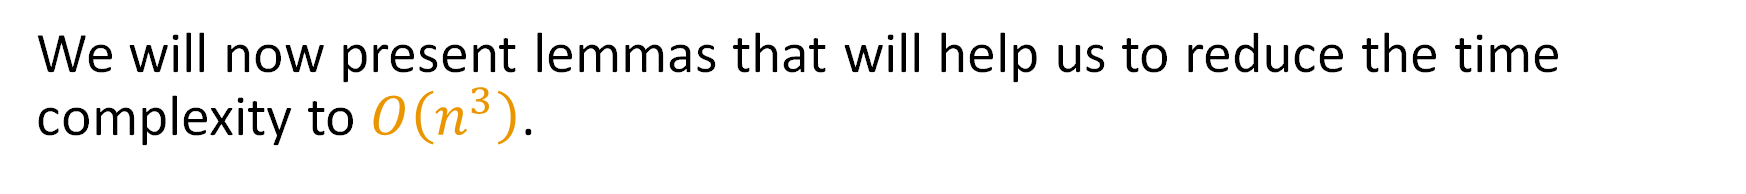 We will now present lemmas that will help us to reduce the time
complexity to O(n³).